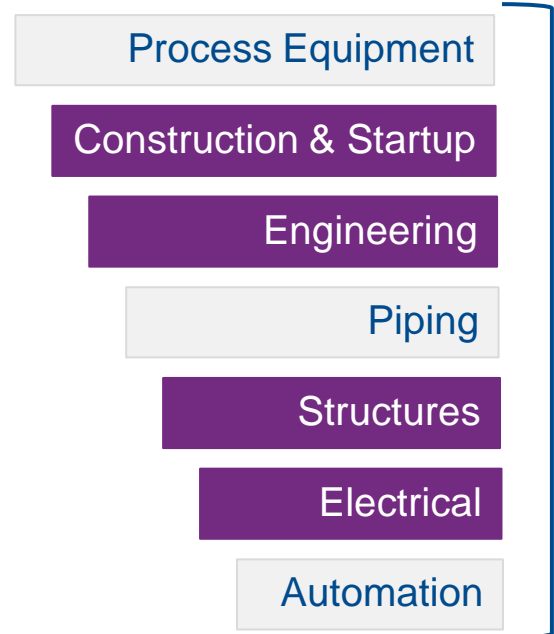 Process Equipment
Construction & Startup
Engineering
Piping
Structures
Electrical
Automation